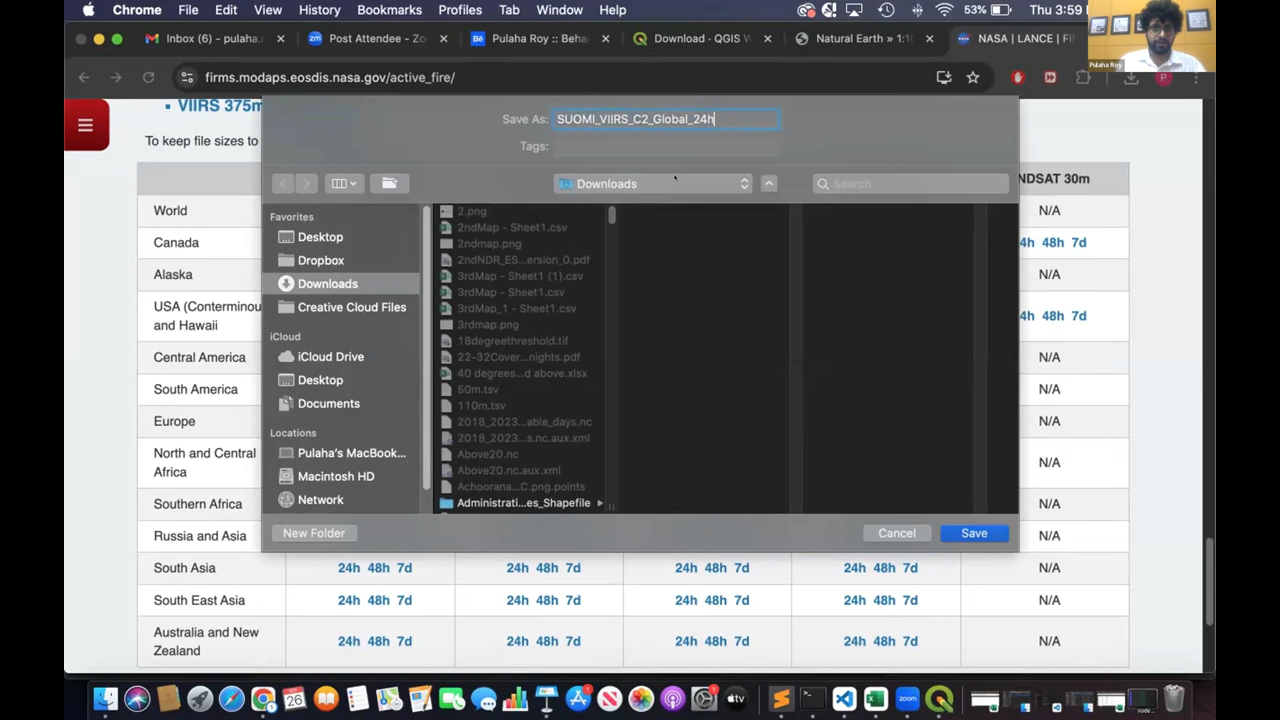 Chrome File Edit View History Bookmarks Profiles Tab Window Help 53% Thu 3:59
Inbox (6) - pulaha. Post Attendee - Zo Pulaha Roy :: Beha Download · QGIS W Natural Earth » 1:1 NASA | LANCE | FI
Pulaha Roy
firms.modaps.eosdis.nasa.gov/active_fire/
P
VIIRS 375m
To keep file sizes to
Save As: SUOMI_VIIRS_C2_Global_24h
Tags:
Downloads
Search
NDSAT 30m
World N/A
Canada 4h 48h 7d
Alaska N/A
USA (Conterminou
and Hawaii 4h 48h 7d
Central America N/A
South America N/A
Europe N/A
North and Central
Africa N/A
Southern Africa N/A
Russia and Asia N/A
Favorites
Desktop
Dropbox
Downloads
Creative Cloud Files
iCloud
iCloud Drive
Desktop
Documents
Locations
Pulaha's MacBook...
Macintosh HD
Network
2.png
2ndMap - Sheet1.csv
2ndmap.png
2ndNDR_ES...ersion_0.pdf
3rdMap - Sheet1 (1).csv
3rdMap - Sheet1.csv
3rdMap_1 - Sheet1.csv
3rdmap.png
18degreethreshold.tif
22-32Cover...nights.pdf
40 degrees...d above.xlsx
50m.tsv
110m.tsv
2018_2023...able_days.nc
2018_2023...s.nc.aux.xml
Above20.nc
Above20.nc.aux.xml
Achoorana...C.png.points
Administrati...es_Shapefile
New Folder Cancel Save
South Asia 24h 48h 7d 24h 48h 7d 24h 48h 7d 24h 48h 7d N/A
South East Asia 24h 48h 7d 24h 48h 7d 24h 48h 7d 24h 48h 7d N/A
Australia and New
Zealand 24h 48h 7d 24h 48h 7d 24h 48h 7d 24h 48h 7d N/A
26
zoom